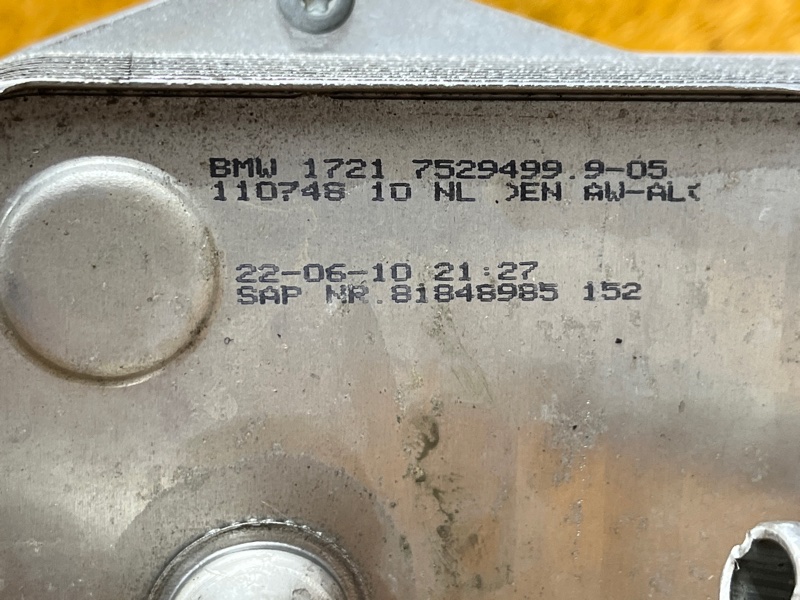 BMW 1721 7529499.9-05
110748 10 NL >EN AW-AL<
22-06-10 21:27
SAP NR.81848985 152